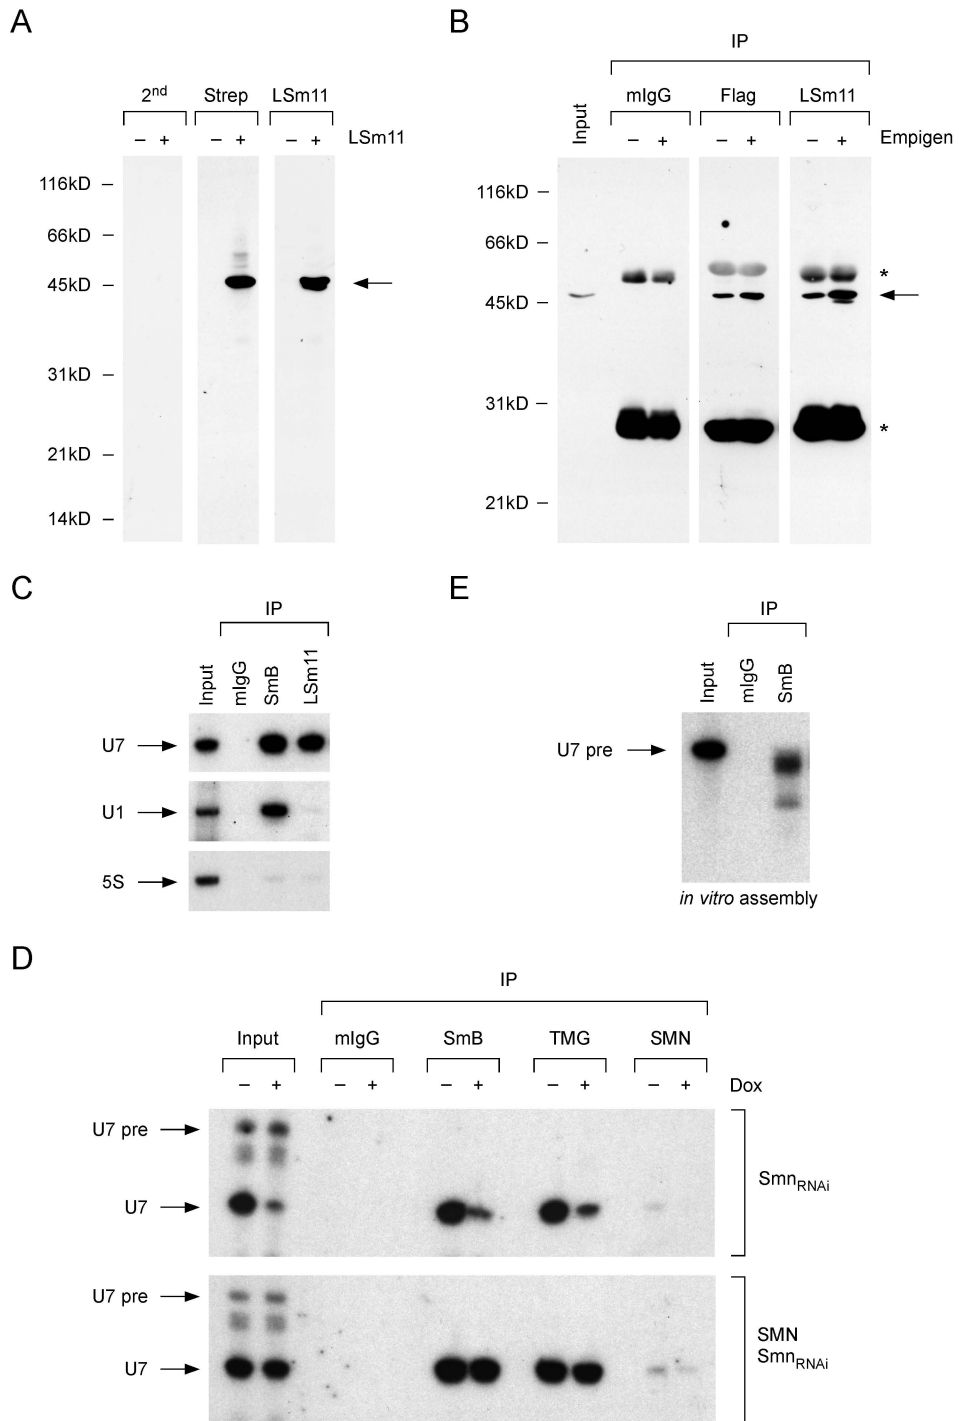 A
2nd Strep LSm11
– + – + – + LSm11
116kD –
66kD –
45kD –
31kD –
21kD –
14kD –
B
IP
Input mIgG Flag LSm11
– + – + – + Empigen
116kD –
66kD –
*
45kD –
31kD –
*
21kD –
C
IP
Input mIgG SmB LSm11
U7
U1
5S
E
IP
Input mIgG SmB
U7 pre
in vitro assembly
D
IP
Input mIgG SmB TMG SMN
– + – + – + – + – + Dox
U7 pre
U7
SmnRNAi
U7 pre
U7
SMN
SmnRNAi